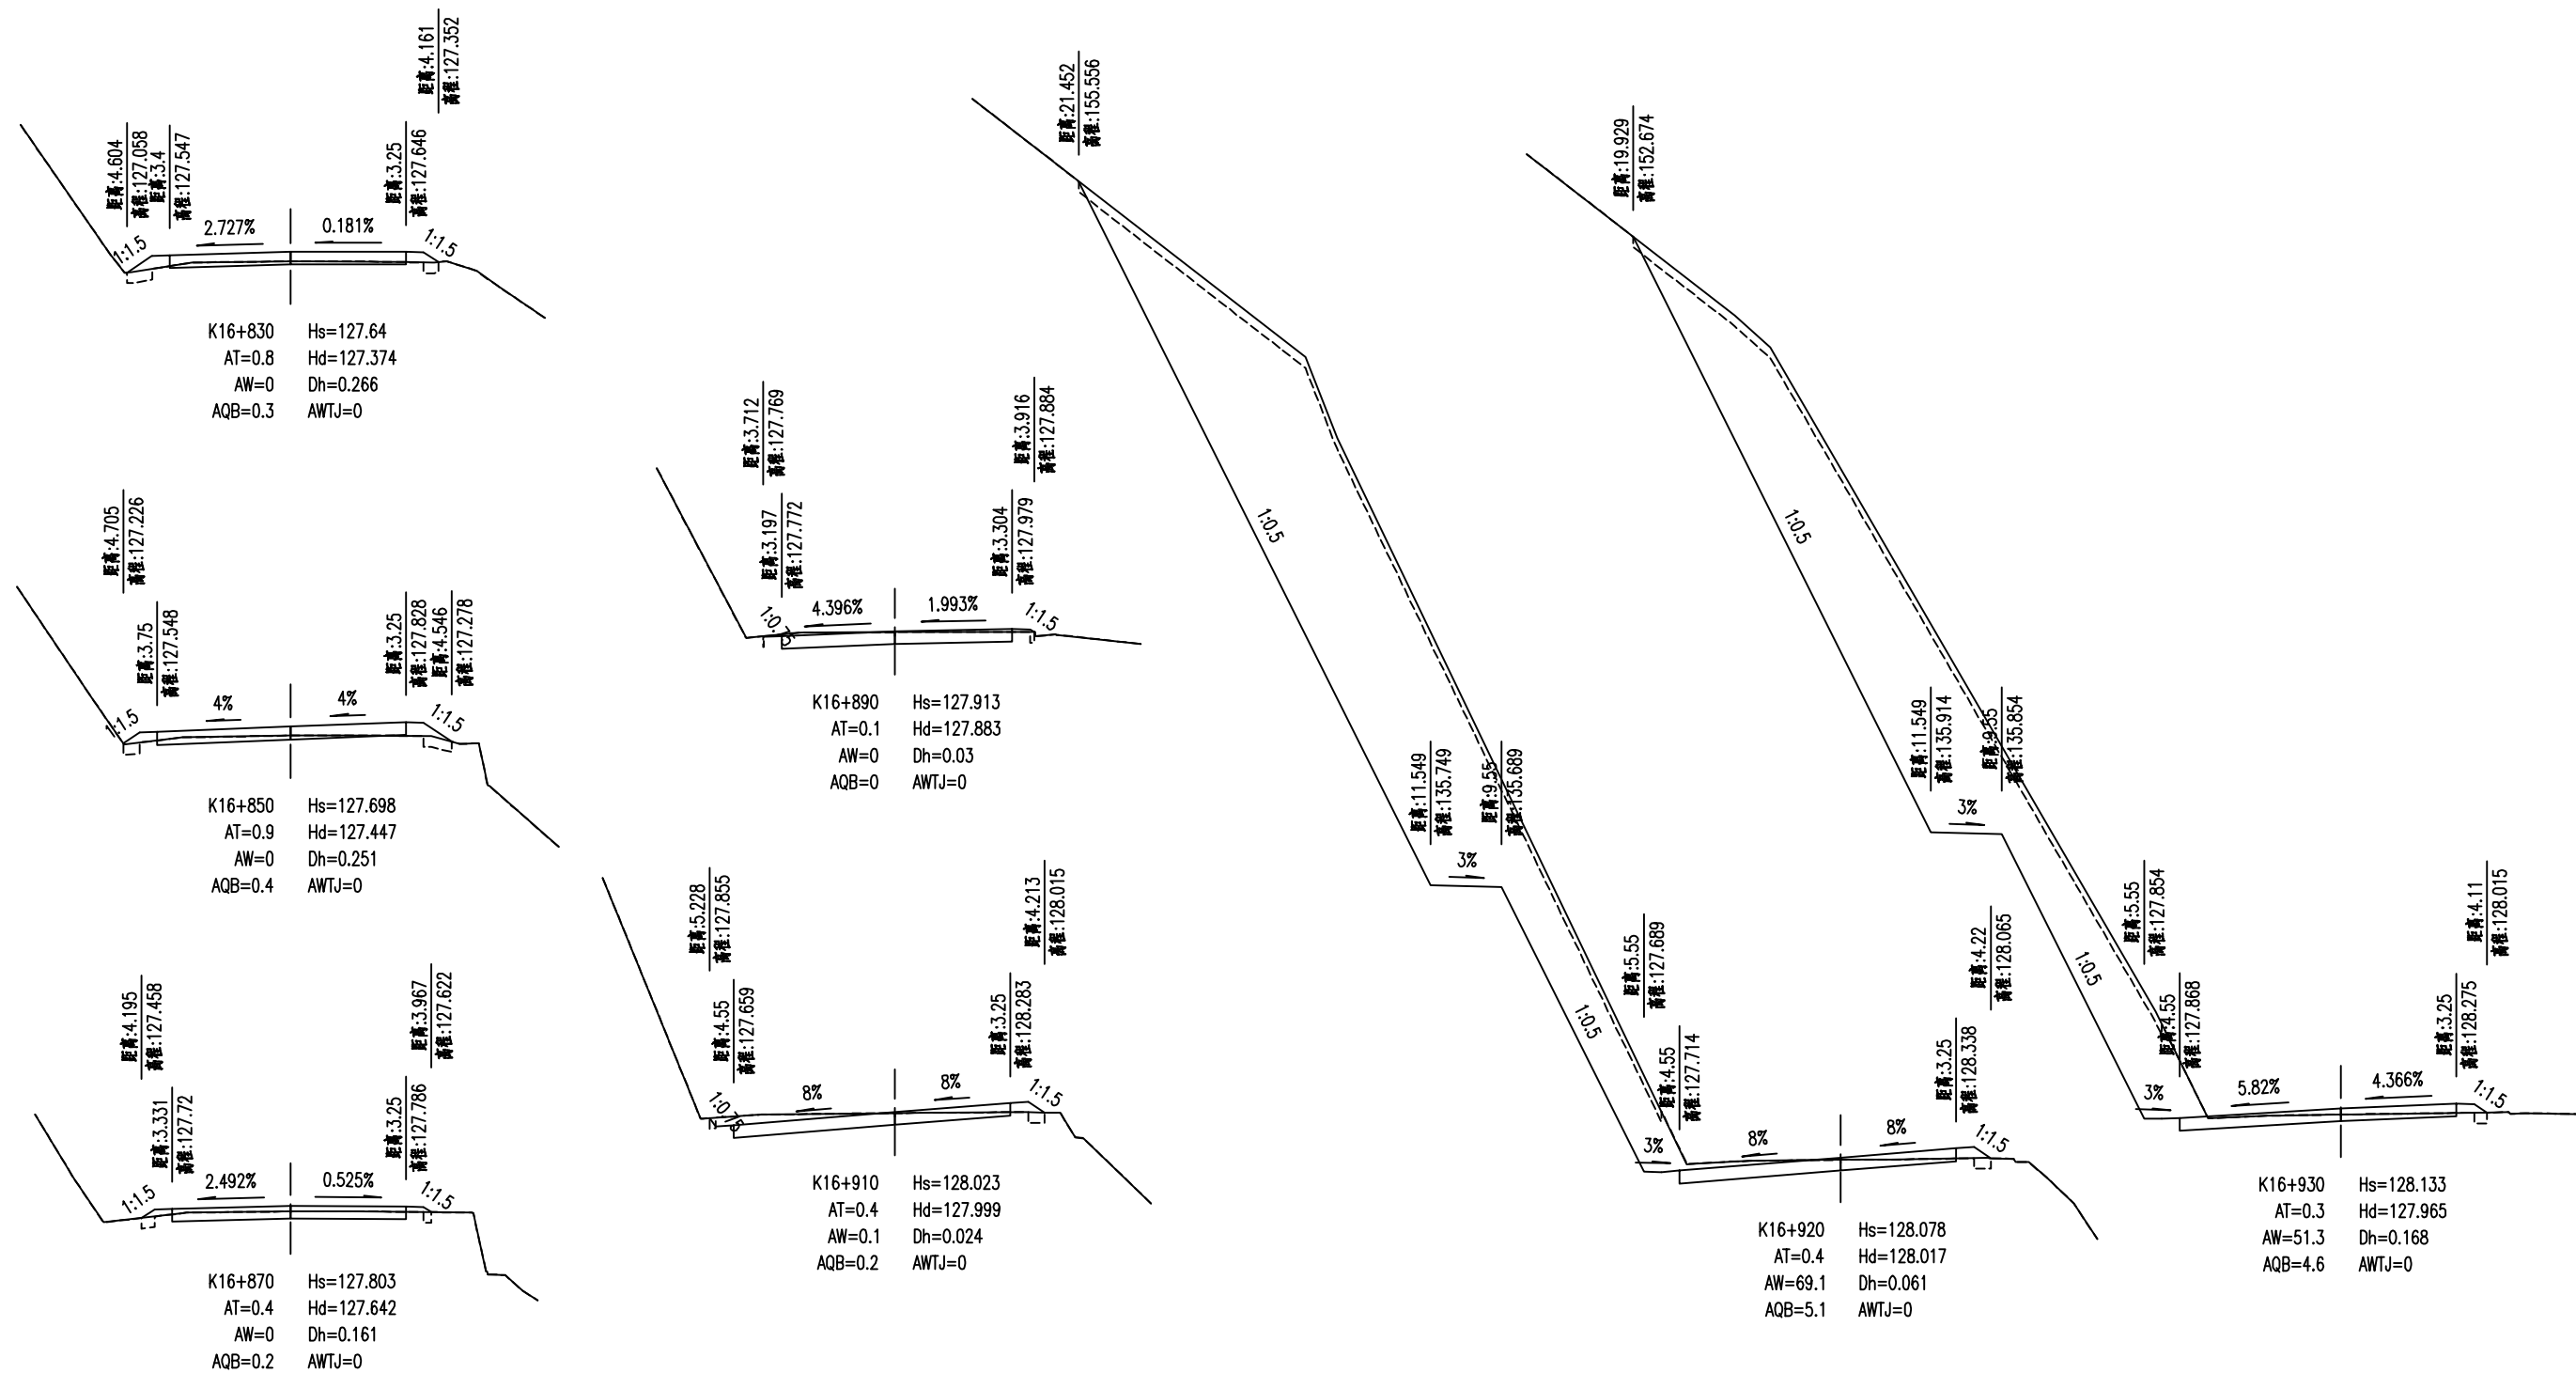 距离:4.604
高程:127.058
距离:3.4
高程:127.547
距离:3.25
高程:127.646
距离:4.161
高程:127.352
1:1.5
2.727%
0.181%
1:1.5
K16+830 Hs=127.64
AT=0.8 Hd=127.374
AW=0 Dh=0.266
AQB=0.3 AWTJ=0
距离:4.705
高程:127.226
距离:3.75
高程:127.548
距离:3.25
高程:127.828
距离:4.546
高程:127.278
1:1.5
4%
4%
1:1.5
K16+850 Hs=127.698
AT=0.9 Hd=127.447
AW=0 Dh=0.251
AQB=0.4 AWTJ=0
距离:4.195
高程:127.458
距离:3.331
高程:127.72
距离:3.25
高程:127.786
距离:3.967
高程:127.622
1:1.5
2.492%
0.525%
1:1.5
K16+870 Hs=127.803
AT=0.4 Hd=127.642
AW=0 Dh=0.161
AQB=0.2 AWTJ=0
距离:3.712
高程:127.769
距离:3.197
高程:127.772
距离:3.304
高程:127.979
距离:3.916
高程:127.884
1:0.75
4.396%
1.993%
1:1.5
K16+890 Hs=127.913
AT=0.1 Hd=127.883
AW=0 Dh=0.03
AQB=0 AWTJ=0
距离:5.228
高程:127.855
距离:4.55
高程:127.659
距离:3.25
高程:128.283
距离:4.213
高程:128.015
1:0.75
8%
8%
1:1.5
K16+910 Hs=128.023
AT=0.4 Hd=127.999
AW=0.1 Dh=0.024
AQB=0.2 AWTJ=0
距离:21.452
高程:155.556
1:0.5
距离:11.549
高程:135.749
距离:9.55
高程:135.689
3%
1:0.5
距离:5.55
高程:127.689
距离:4.55
高程:127.714
距离:3.25
高程:128.338
距离:4.22
高程:128.065
3%
8%
8%
1:1.5
K16+920 Hs=128.078
AT=0.4 Hd=128.017
AW=69.1 Dh=0.061
AQB=5.1 AWTJ=0
距离:19.929
高程:152.674
1:0.5
距离:11.549
高程:135.914
距离:9.55
高程:135.854
3%
1:0.5
距离:5.55
高程:127.854
距离:4.55
高程:127.868
距离:3.25
高程:128.275
距离:4.11
高程:128.015
3%
5.82%
4.366%
1:1.5
K16+930 Hs=128.133
AT=0.3 Hd=127.965
AW=51.3 Dh=0.168
AQB=4.6 AWTJ=0